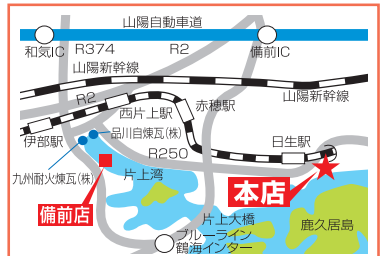 山陽自動車道
和気IC
R374
R2
備前IC
山陽新幹線
山陽新幹線
R2
西片上駅
赤穂駅
伊部駅
品川自煉瓦(株)
日生駅
R250
九州耐火煉瓦(株)
片上湾
本店
備前店
片上大橋
鹿久居島
ブルーライン
鶴海インター